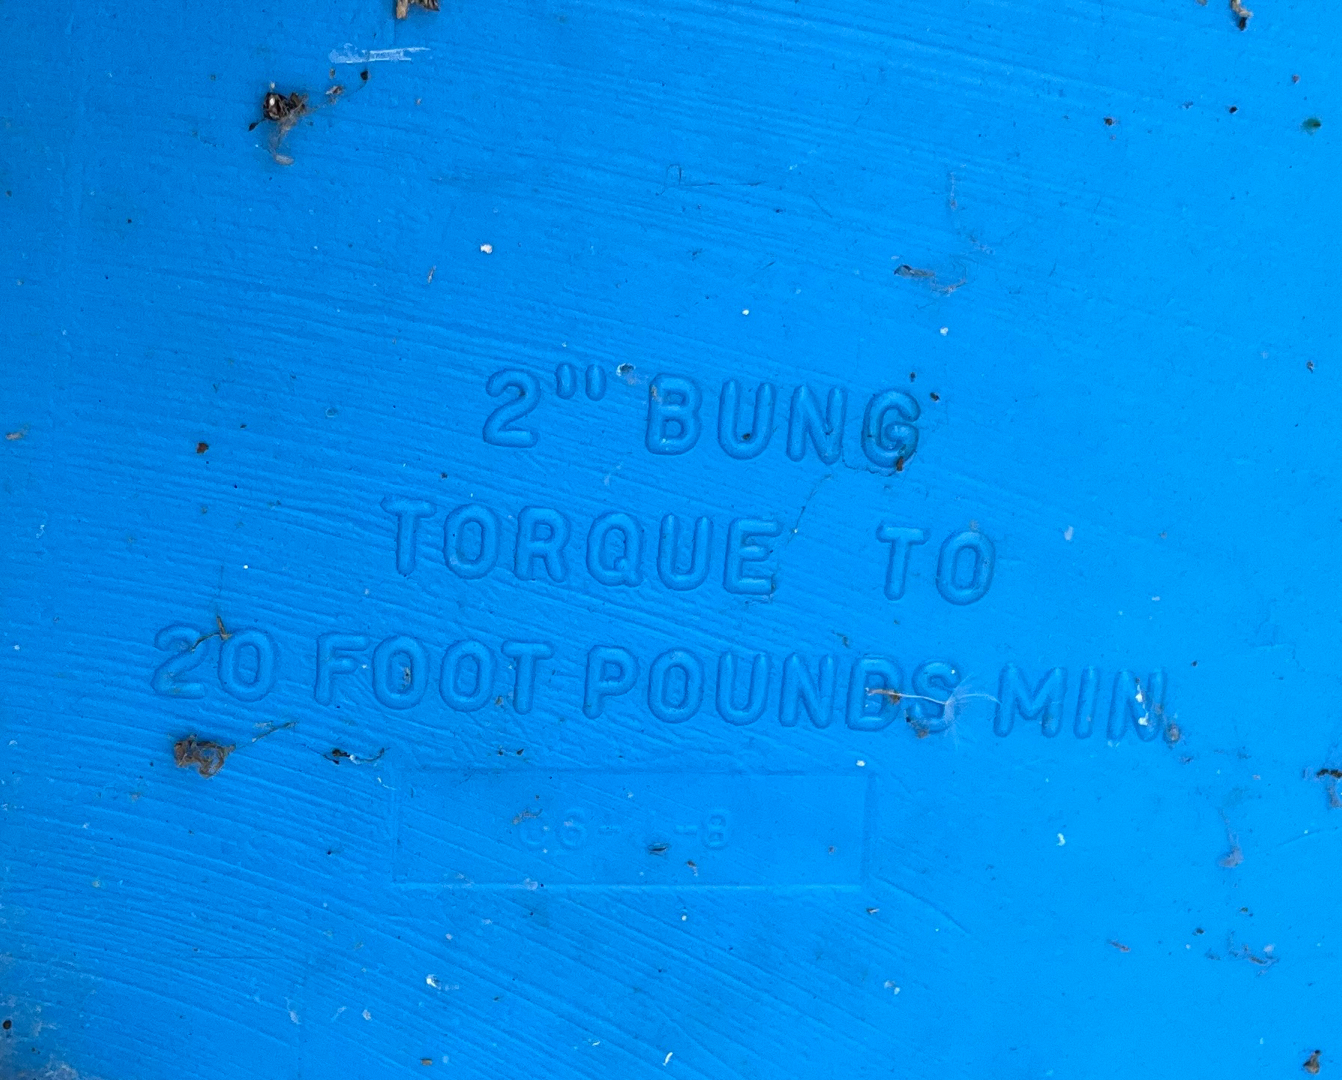 2" BUNG
TORQUE TO
20 FOOT POUNDS MIN.